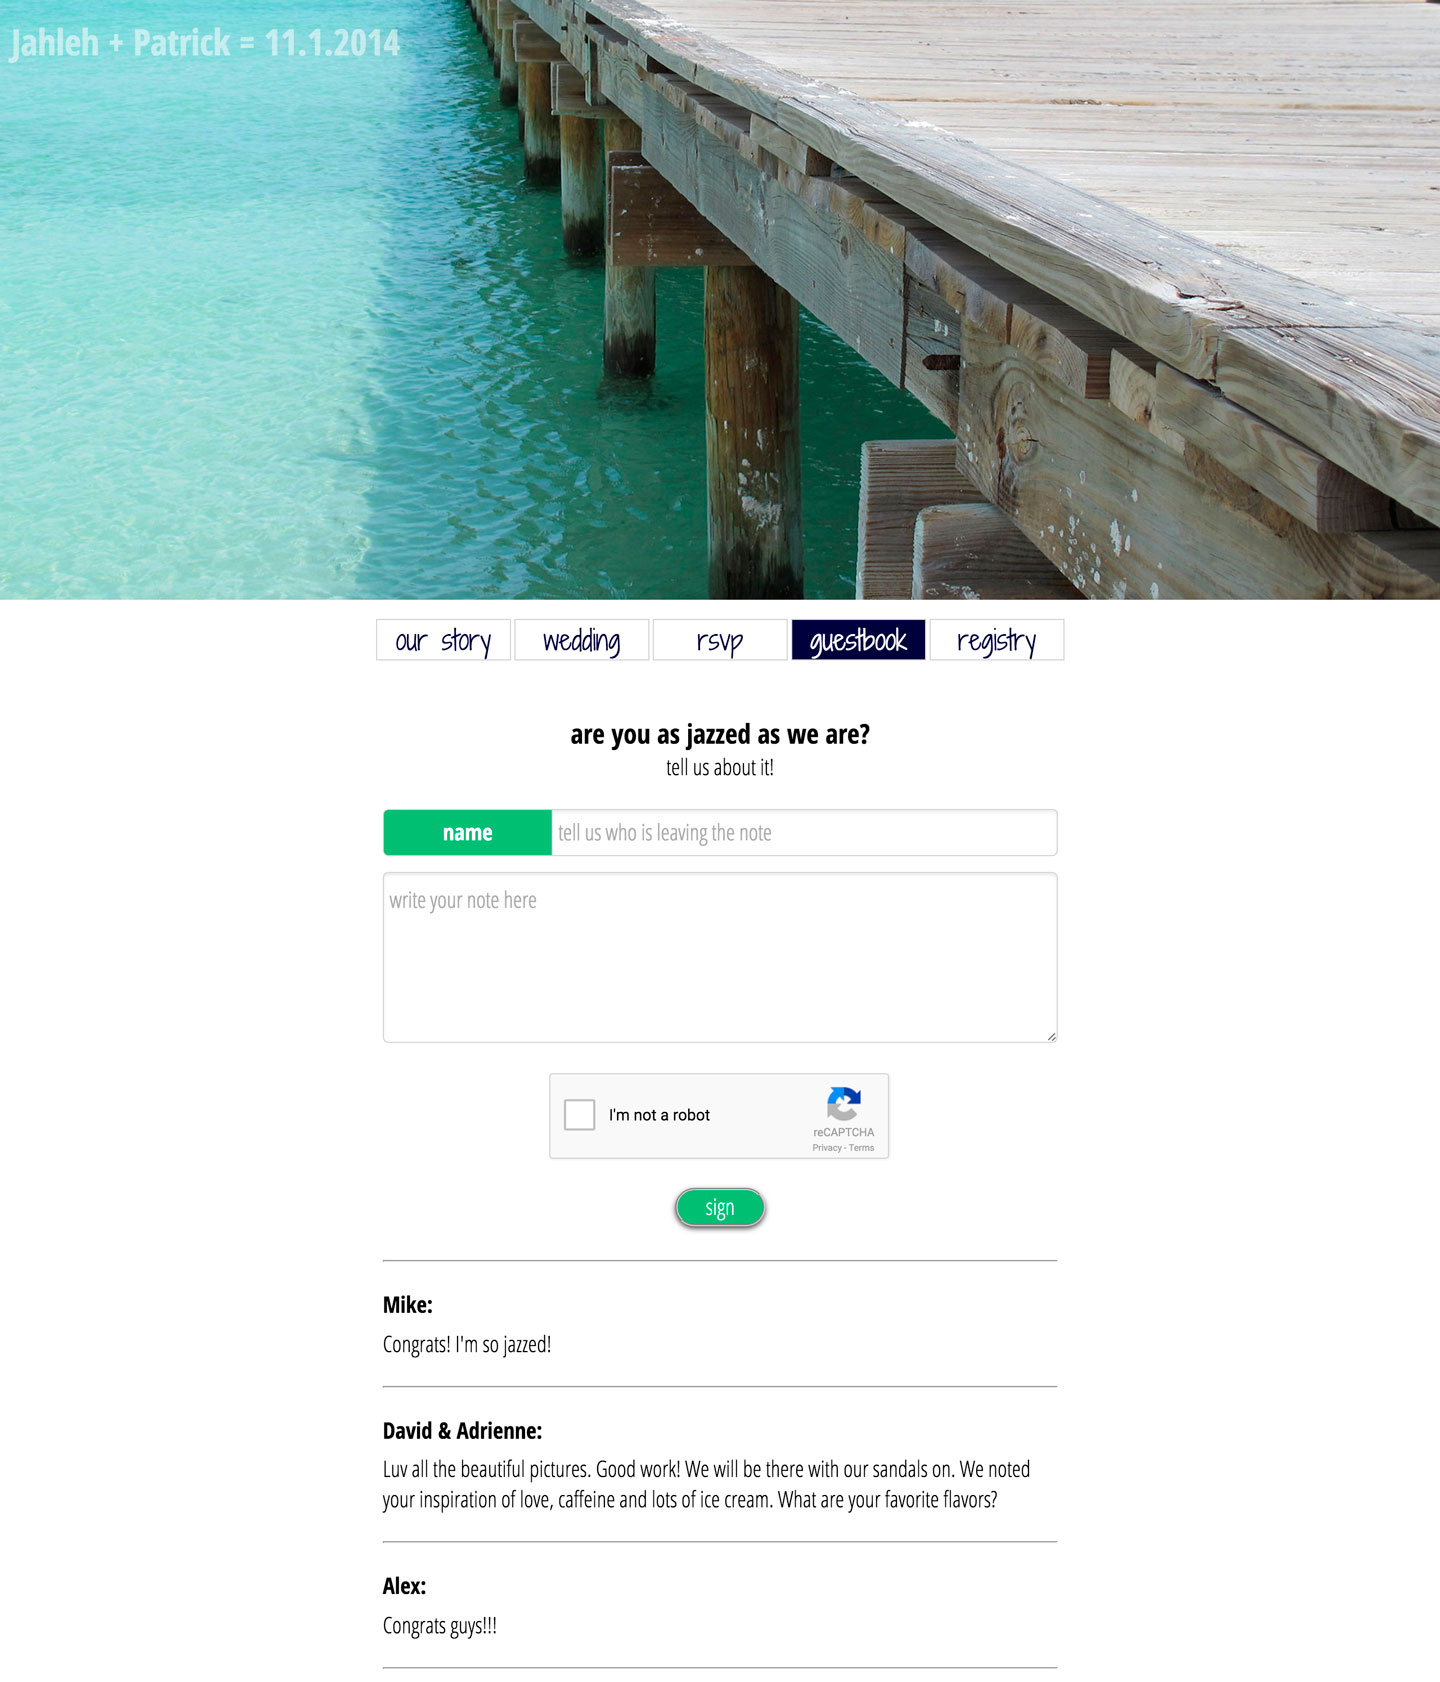 Jahleh + Patrick = 11.1.2014
our story
wedding
rsvp
guestbook
registry
are you as jazzed as we are?
tell us about it!
name
tell us who is leaving the note
write your note here
I'm not a robot
reCAPTCHA
Privacy - Terms
sign
Mike:
Congrats! I'm so jazzed!
David & Adrienne:
Luv all the beautiful pictures. Good work! We will be there with our sandals on. We noted
your inspiration of love, caffeine and lots of ice cream. What are your favorite flavors?
Alex:
Congrats guys!!!